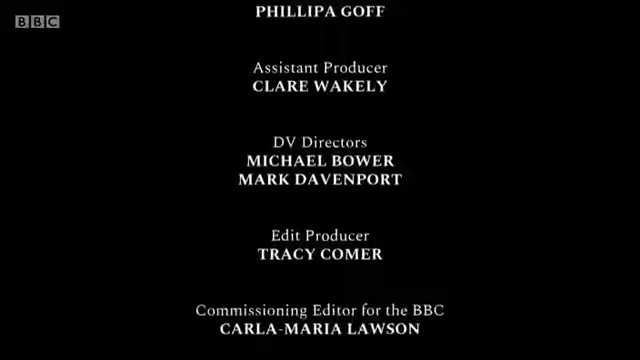 BBC
PHILLIPA GOFF
Assistant Producer
CLARE WAKELY
DV Directors
MICHAEL BOWER
MARK DAVENPORT
Edit Producer
TRACY COMER
Commissioning Editor for the BBC
CARLA-MARIA LAWSON